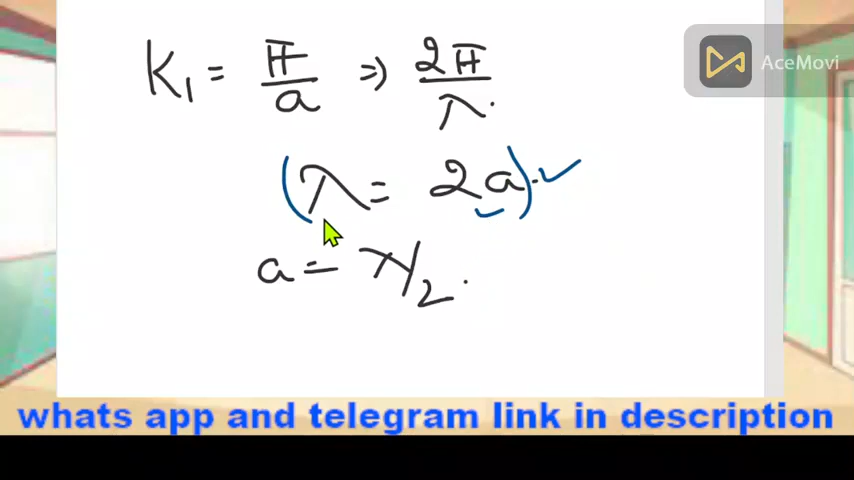 K₁ = π/a ⇒ 2π/λ.
AceMovi
(λ = 2a).✓
a = λ/2.
whats app and telegram link in description